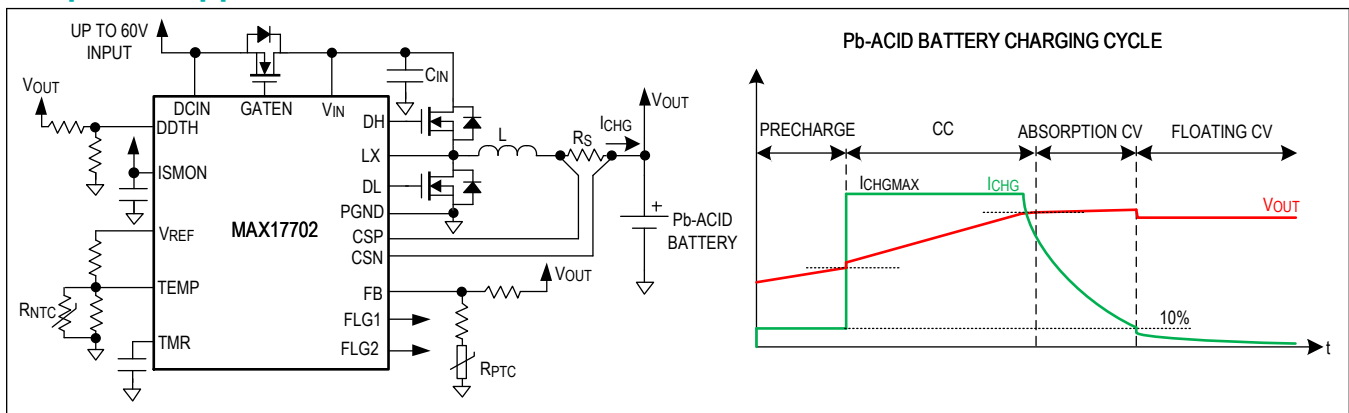 UP TO 60V
INPUT
VOUT
DCIN
GATEN
VIN
CIN
DDTH
ISMON
VREF
TEMP
RNTC
TMR
MAX17702
DH
LX
DL
PGND
CSP
CSN
FB
FLG1
FLG2
L
RS
ICHG
VOUT
+
Pb-ACID
BATTERY
VOUT
RPTC
Pb-ACID BATTERY CHARGING CYCLE
PRECHARGE
CC
ABSORPTION CV
FLOATING CV
ICHGMAX
ICHG
VOUT
10%
t